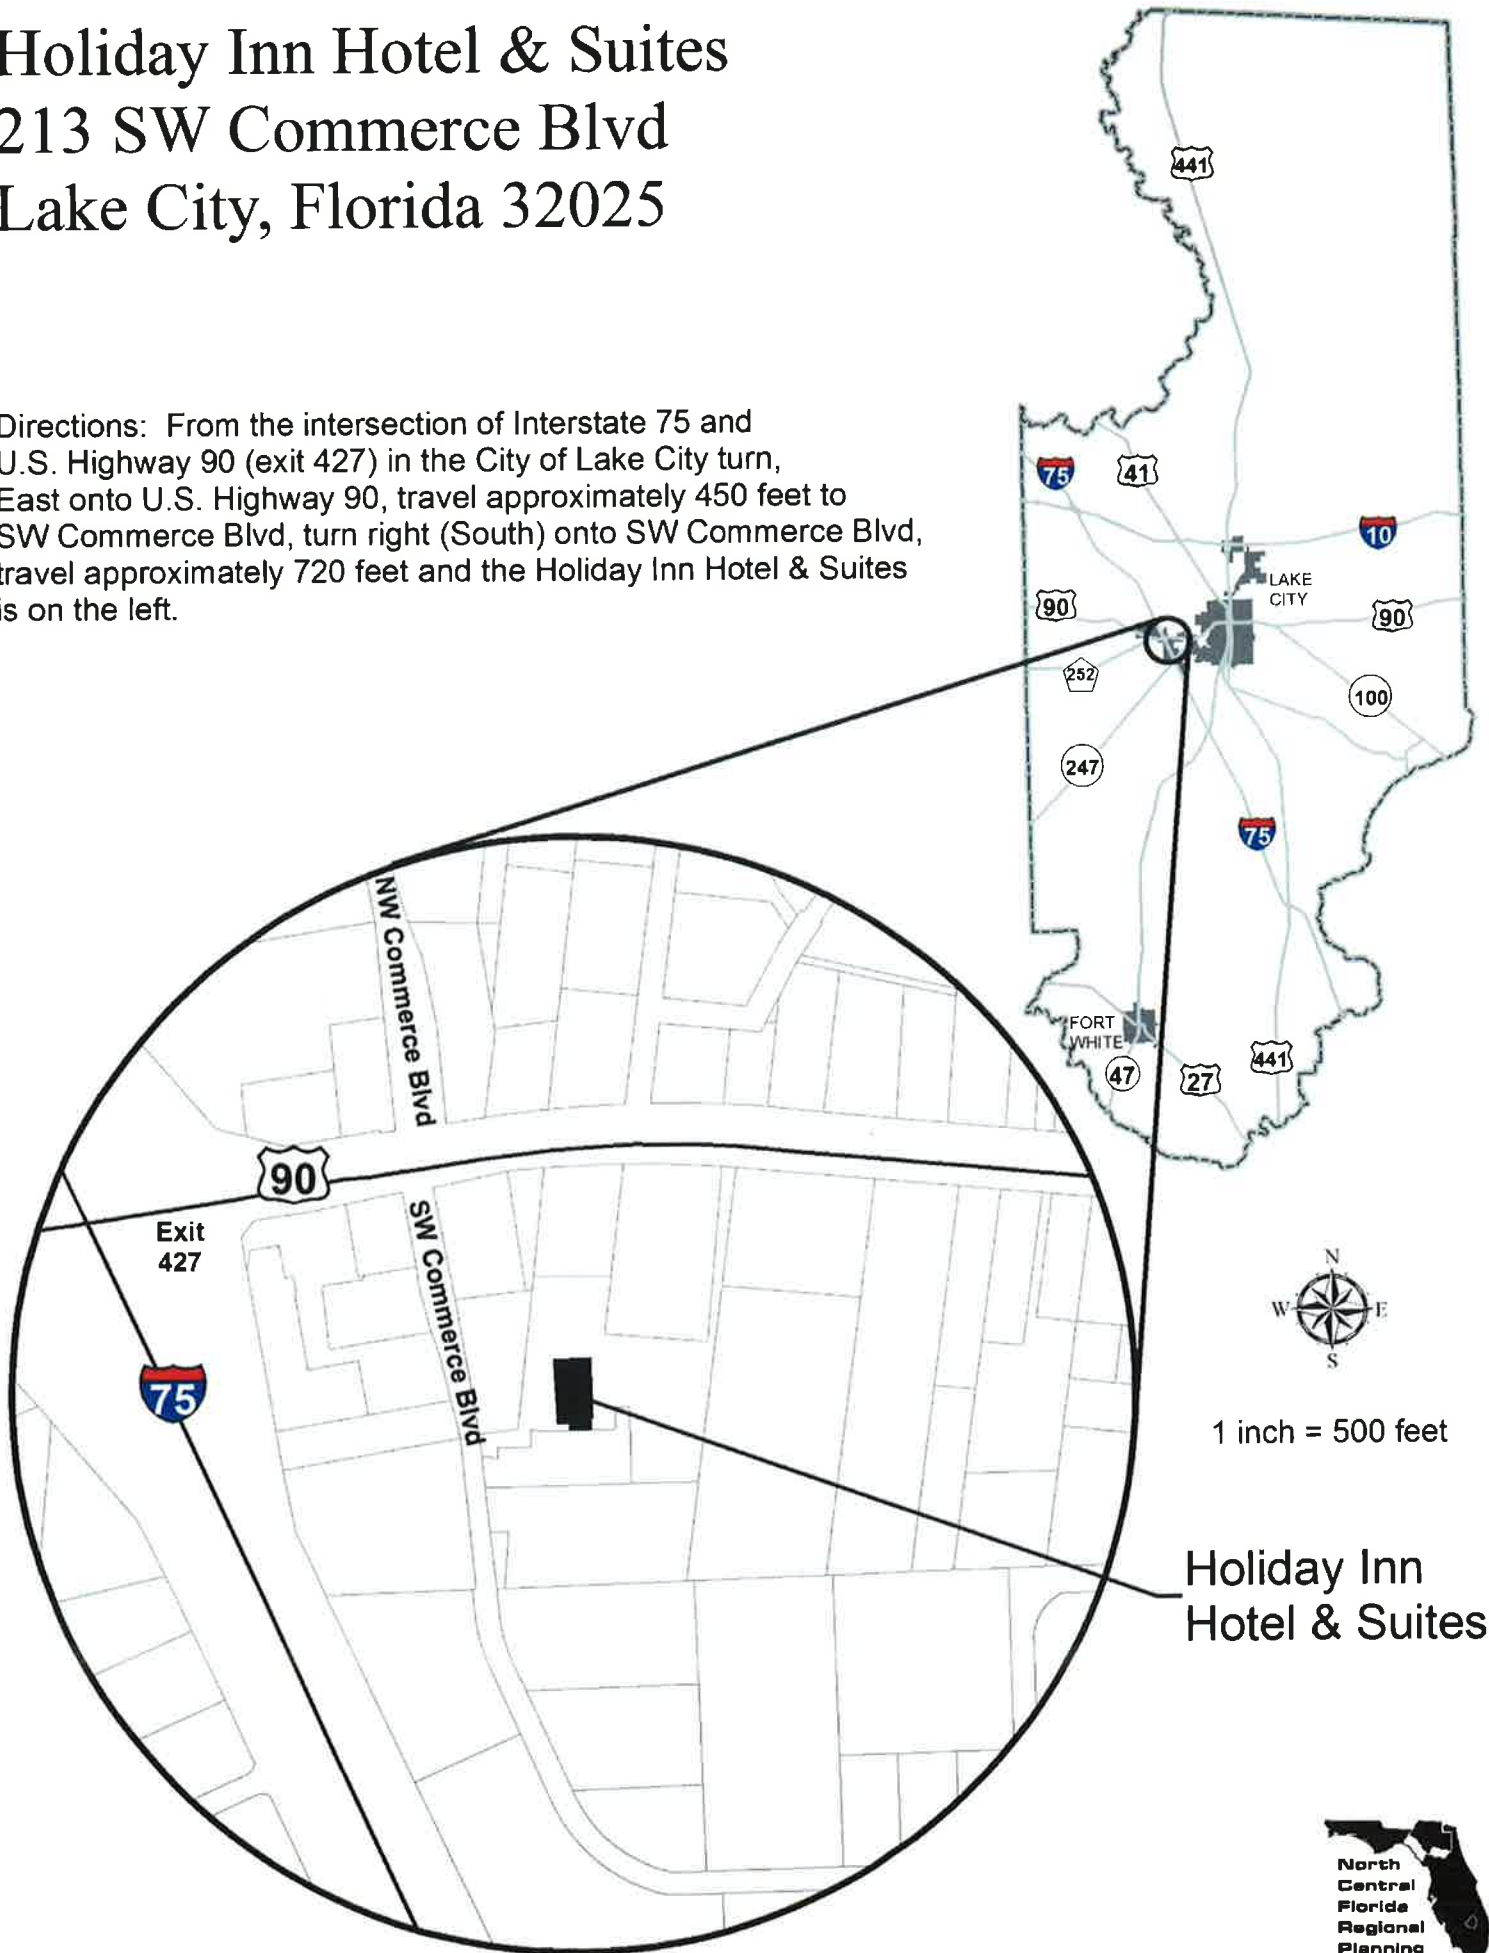 Holiday Inn Hotel & Suites
213 SW Commerce Blvd
Lake City, Florida 32025
Directions: From the intersection of Interstate 75 and
U.S. Highway 90 (exit 427) in the City of Lake City turn,
East onto U.S. Highway 90, travel approximately 450 feet to
SW Commerce Blvd, turn right (South) onto SW Commerce Blvd,
travel approximately 720 feet and the Holiday Inn Hotel & Suites
is on the left.
441
75
41
10
LAKE
CITY
90
90
252
100
247
75
FORT
WHITE
47
27
441
NW Commerce Blvd
90
Exit
427
SW Commerce Blvd
75
N
W
E
S
1 inch = 500 feet
Holiday Inn
Hotel & Suites
North
Central
Florida
Regional
Planning